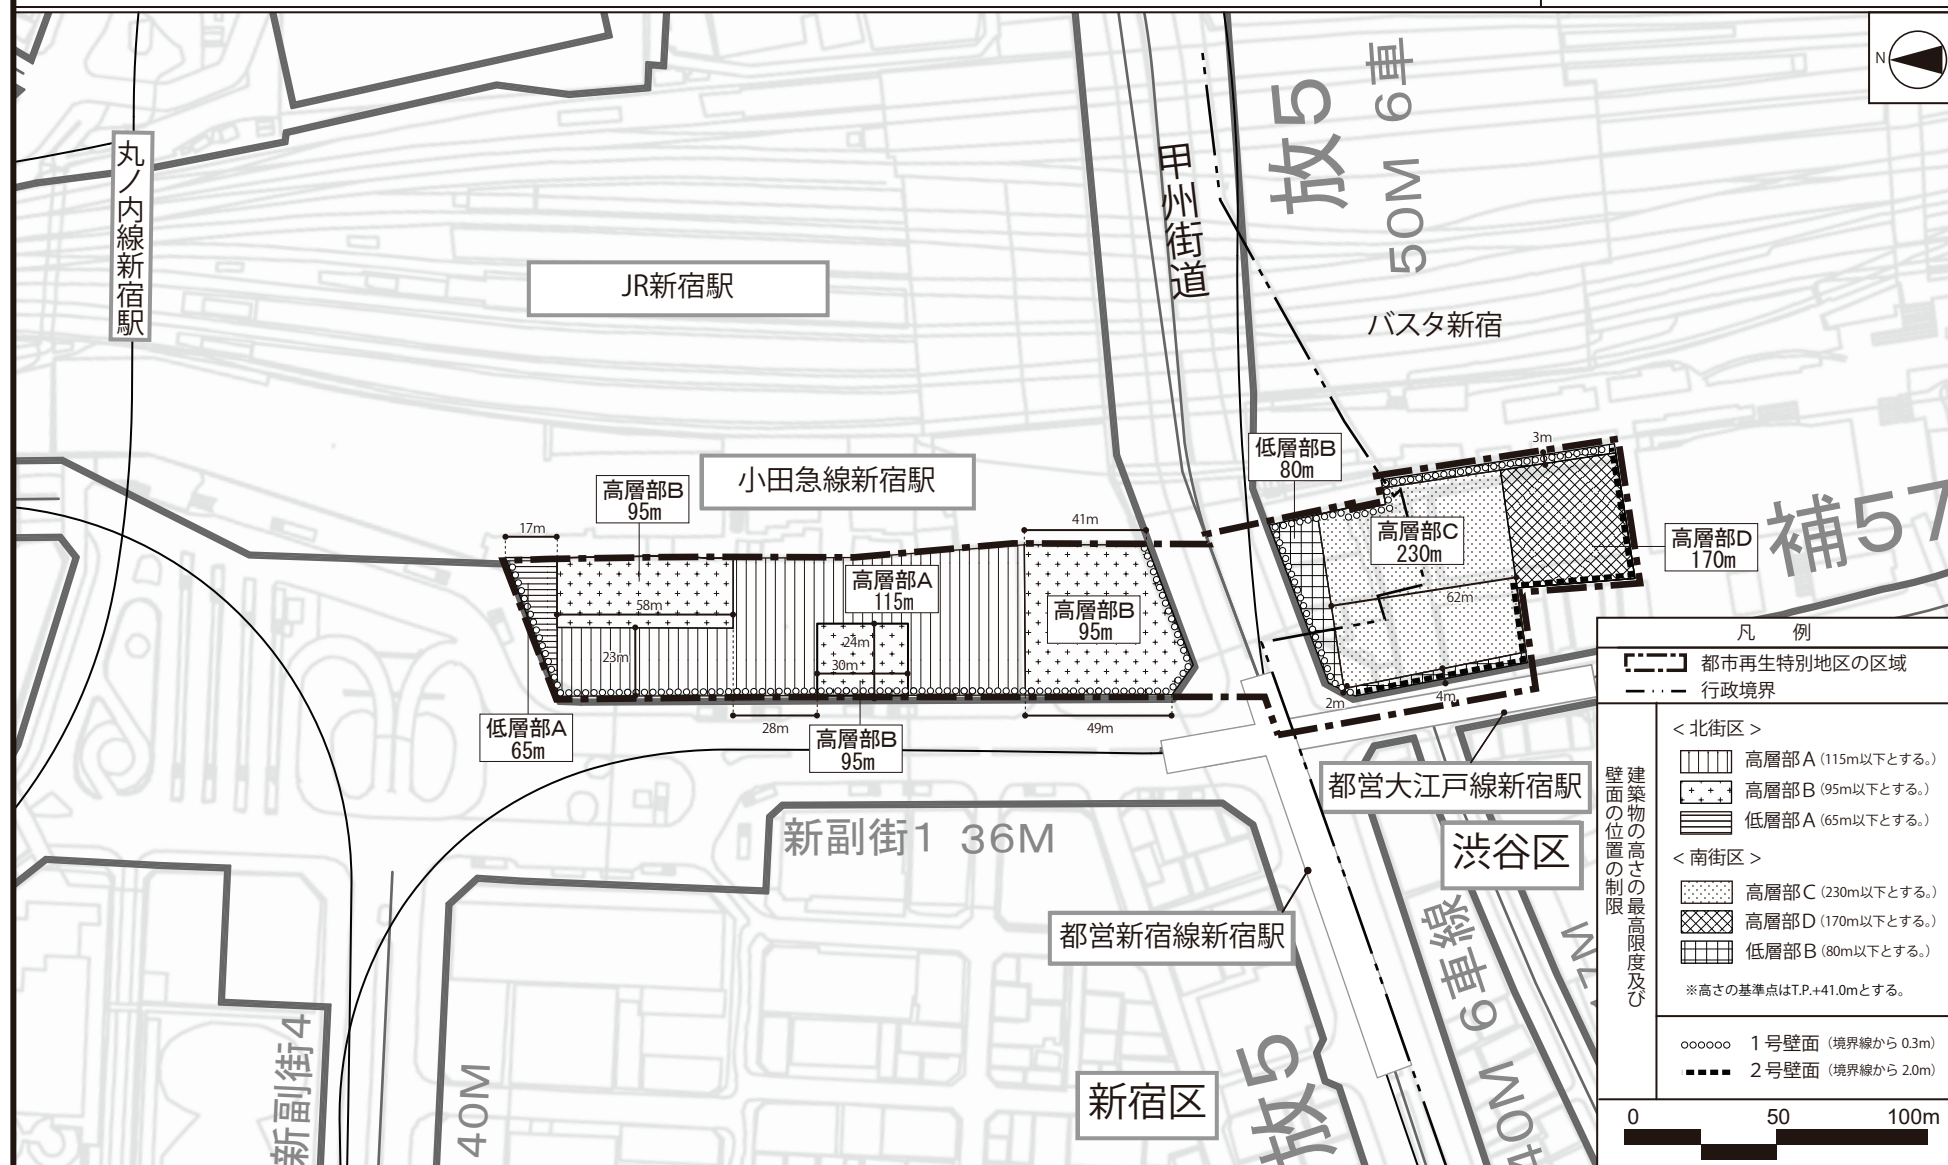 N
丸ノ内線新宿駅
JR新宿駅
甲州街道
放5
50M 6車
バスタ新宿
小田急線新宿駅
高層部B
95m
17m
58m
23m
高層部A
115m
24m
30m
41m
高層部B
95m
低層部A
65m
28m
高層部B
95m
49m
低層部B
80m
3m
高層部C
230m
62m
高層部D
170m
補57
2m
4m
都営大江戸線新宿駅
渋谷区
新副街1 36M
都営新宿線新宿駅
新宿区
放5
6車線
40M
17M
新副街4
40M
凡 例
都市再生特別地区の区域
行政境界
建築物の高さの最高限度及び
壁面の位置の制限
＜北街区＞
高層部A（115m以下とする。）
高層部B（95m以下とする。）
低層部A（65m以下とする。）
＜南街区＞
高層部C（230m以下とする。）
高層部D（170m以下とする。）
低層部B（80m以下とする。）
※高さの基準点はT.P.+41.0mとする。
1号壁面（境界線から 0.3m）
2号壁面（境界線から 2.0m）
0 50 100m